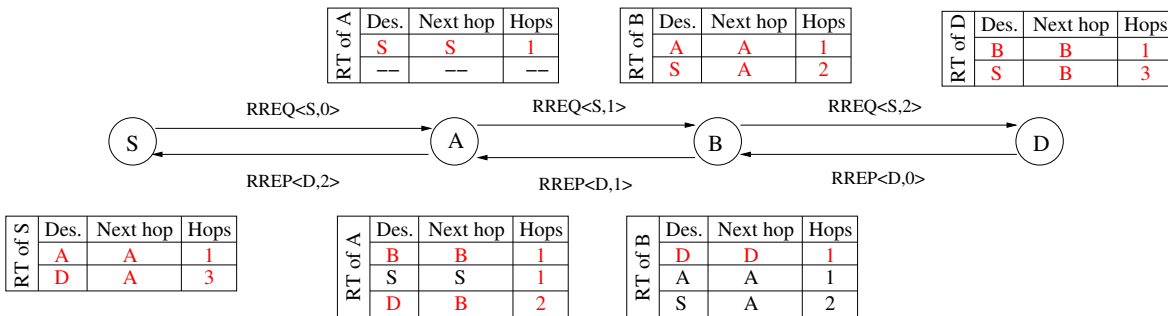 RT of A
Des. Next hop Hops
S S 1
-- -- --
RT of B
Des. Next hop Hops
A A 1
S A 2
RT of D
Des. Next hop Hops
B B 1
S B 3
RREQ<S,0>
RREQ<S,1>
RREQ<S,2>
S
A
B
D
RREP<D,2>
RREP<D,1>
RREP<D,0>
RT of S
Des. Next hop Hops
A A 1
D A 3
RT of A
Des. Next hop Hops
B B 1
S S 1
D B 2
RT of B
Des. Next hop Hops
D D 1
A A 1
S A 2